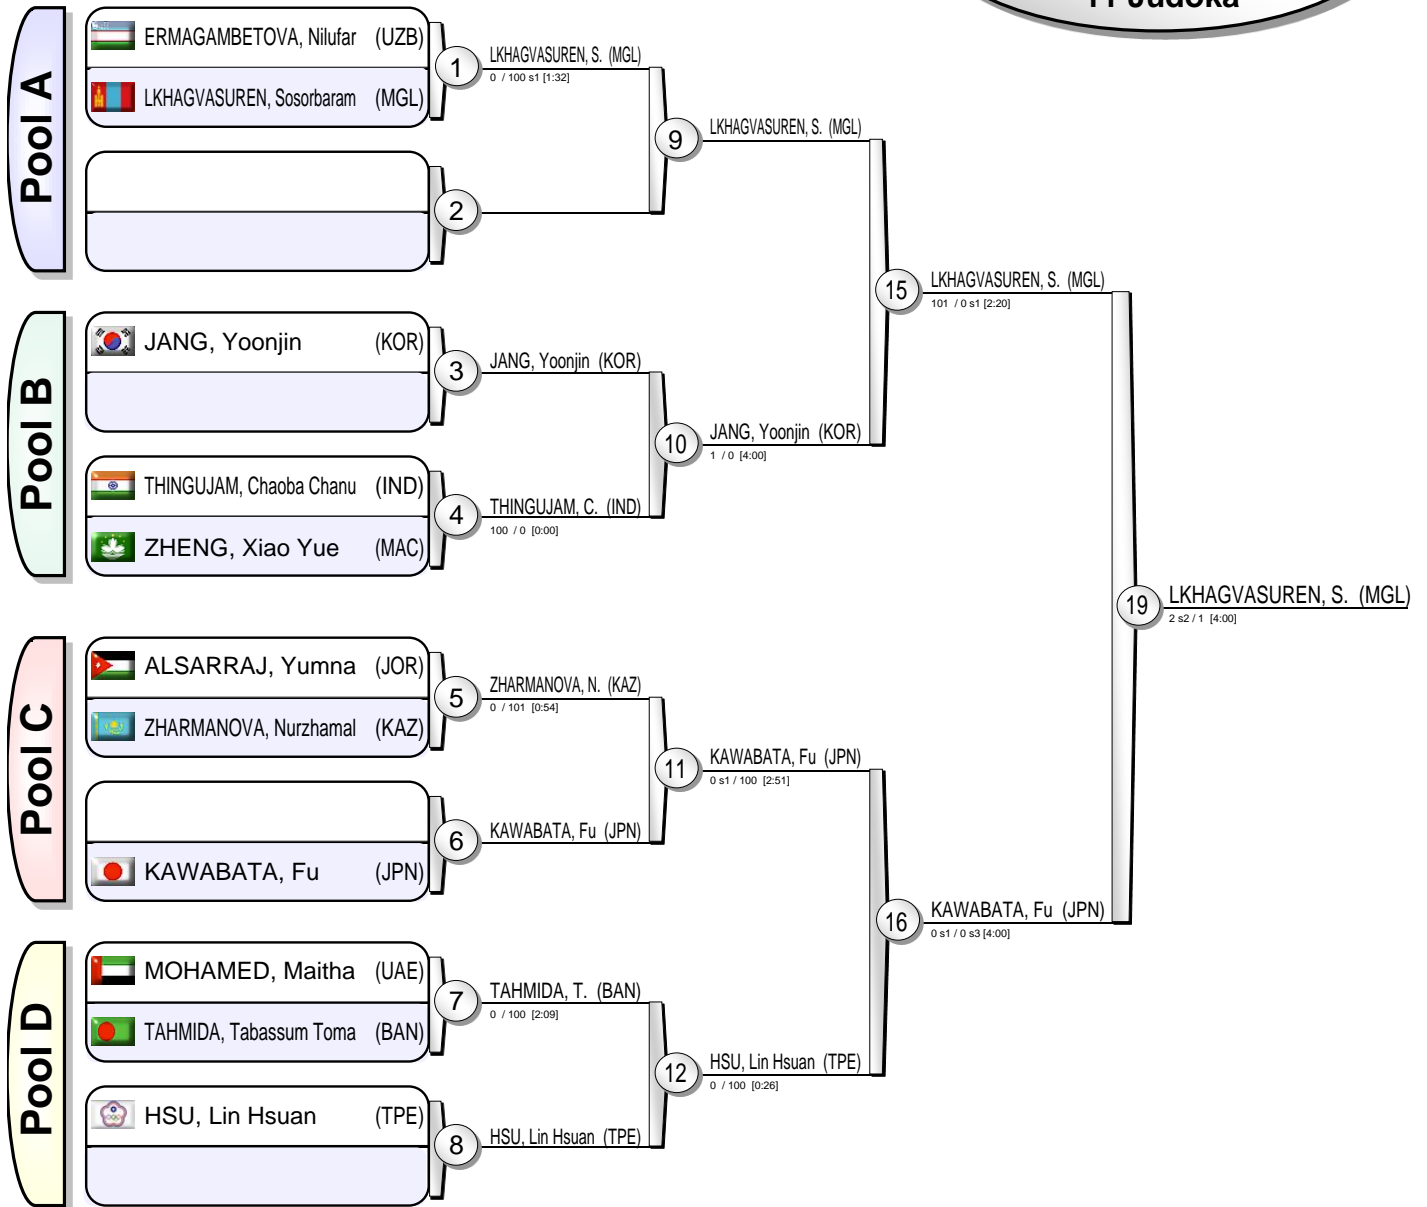 11 Judoka
Pool A
ERMAGAMBETOVA, Nilufar (UZB)
LKHAGVASUREN, Sosorbaram (MGL)
1
LKHAGVASUREN, S. (MGL)
0 / 100 s1 [1:32]
2
9
LKHAGVASUREN, S. (MGL)
Pool B
JANG, Yoonjin (KOR)
3
JANG, Yoonjin (KOR)
THINGUJAM, Chaoba Chanu (IND)
ZHENG, Xiao Yue (MAC)
4
THINGUJAM, C. (IND)
100 / 0 [0:00]
10
JANG, Yoonjin (KOR)
1 / 0 [4:00]
15
LKHAGVASUREN, S. (MGL)
101 / 0 s1 [2:20]
Pool C
ALSARRAJ, Yumna (JOR)
ZHARMANOVA, Nurzhamal (KAZ)
5
ZHARMANOVA, N. (KAZ)
0 / 101 [0:54]
KAWABATA, Fu (JPN)
6
KAWABATA, Fu (JPN)
11
KAWABATA, Fu (JPN)
0 s1 / 100 [2:51]
Pool D
MOHAMED, Maitha (UAE)
TAHMIDA, Tabassum Toma (BAN)
7
TAHMIDA, T. (BAN)
0 / 100 [2:09]
HSU, Lin Hsuan (TPE)
8
HSU, Lin Hsuan (TPE)
12
HSU, Lin Hsuan (TPE)
0 / 100 [0:26]
16
KAWABATA, Fu (JPN)
0 s1 / 0 s3 [4:00]
19
LKHAGVASUREN, S. (MGL)
2 s2 / 1 [4:00]